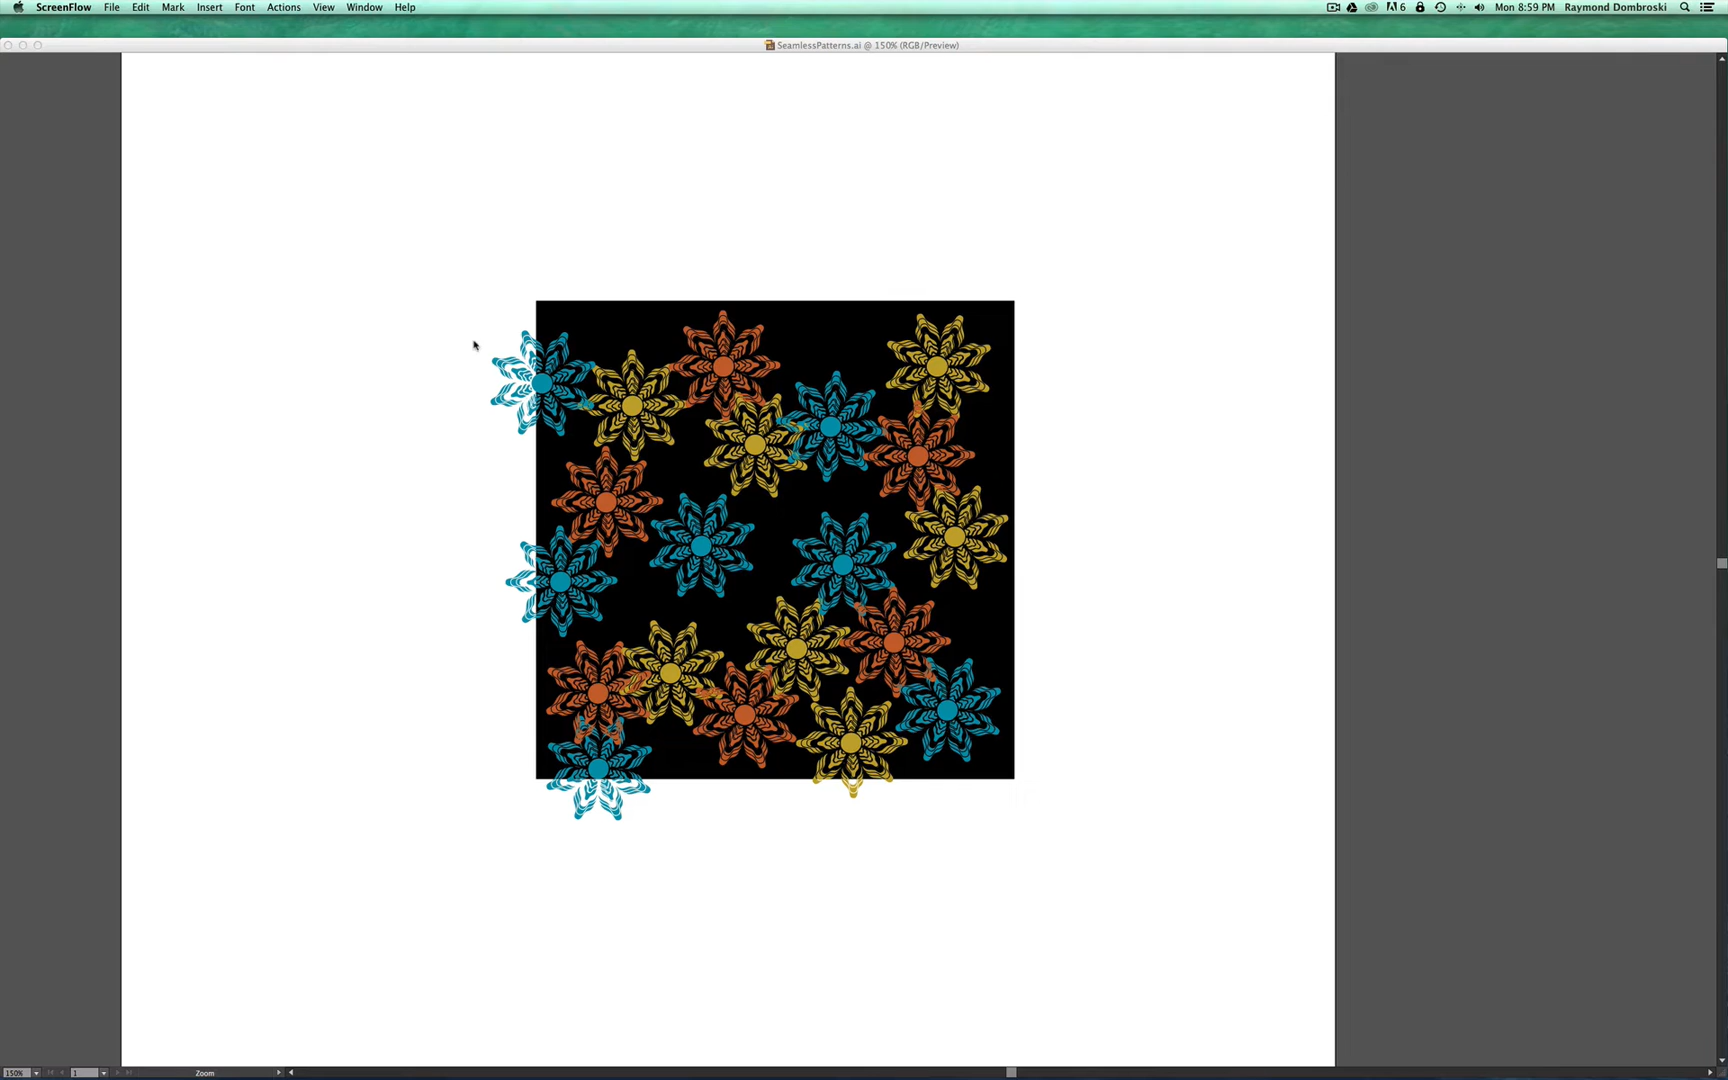 ScreenFlow File Edit Mark Insert Font Actions View Window Help 6 Mon 8:59 PM Raymond Dombroski
SeamlessPatterns.ai @ 150% (RGB/Preview)
150% 1 Zoom